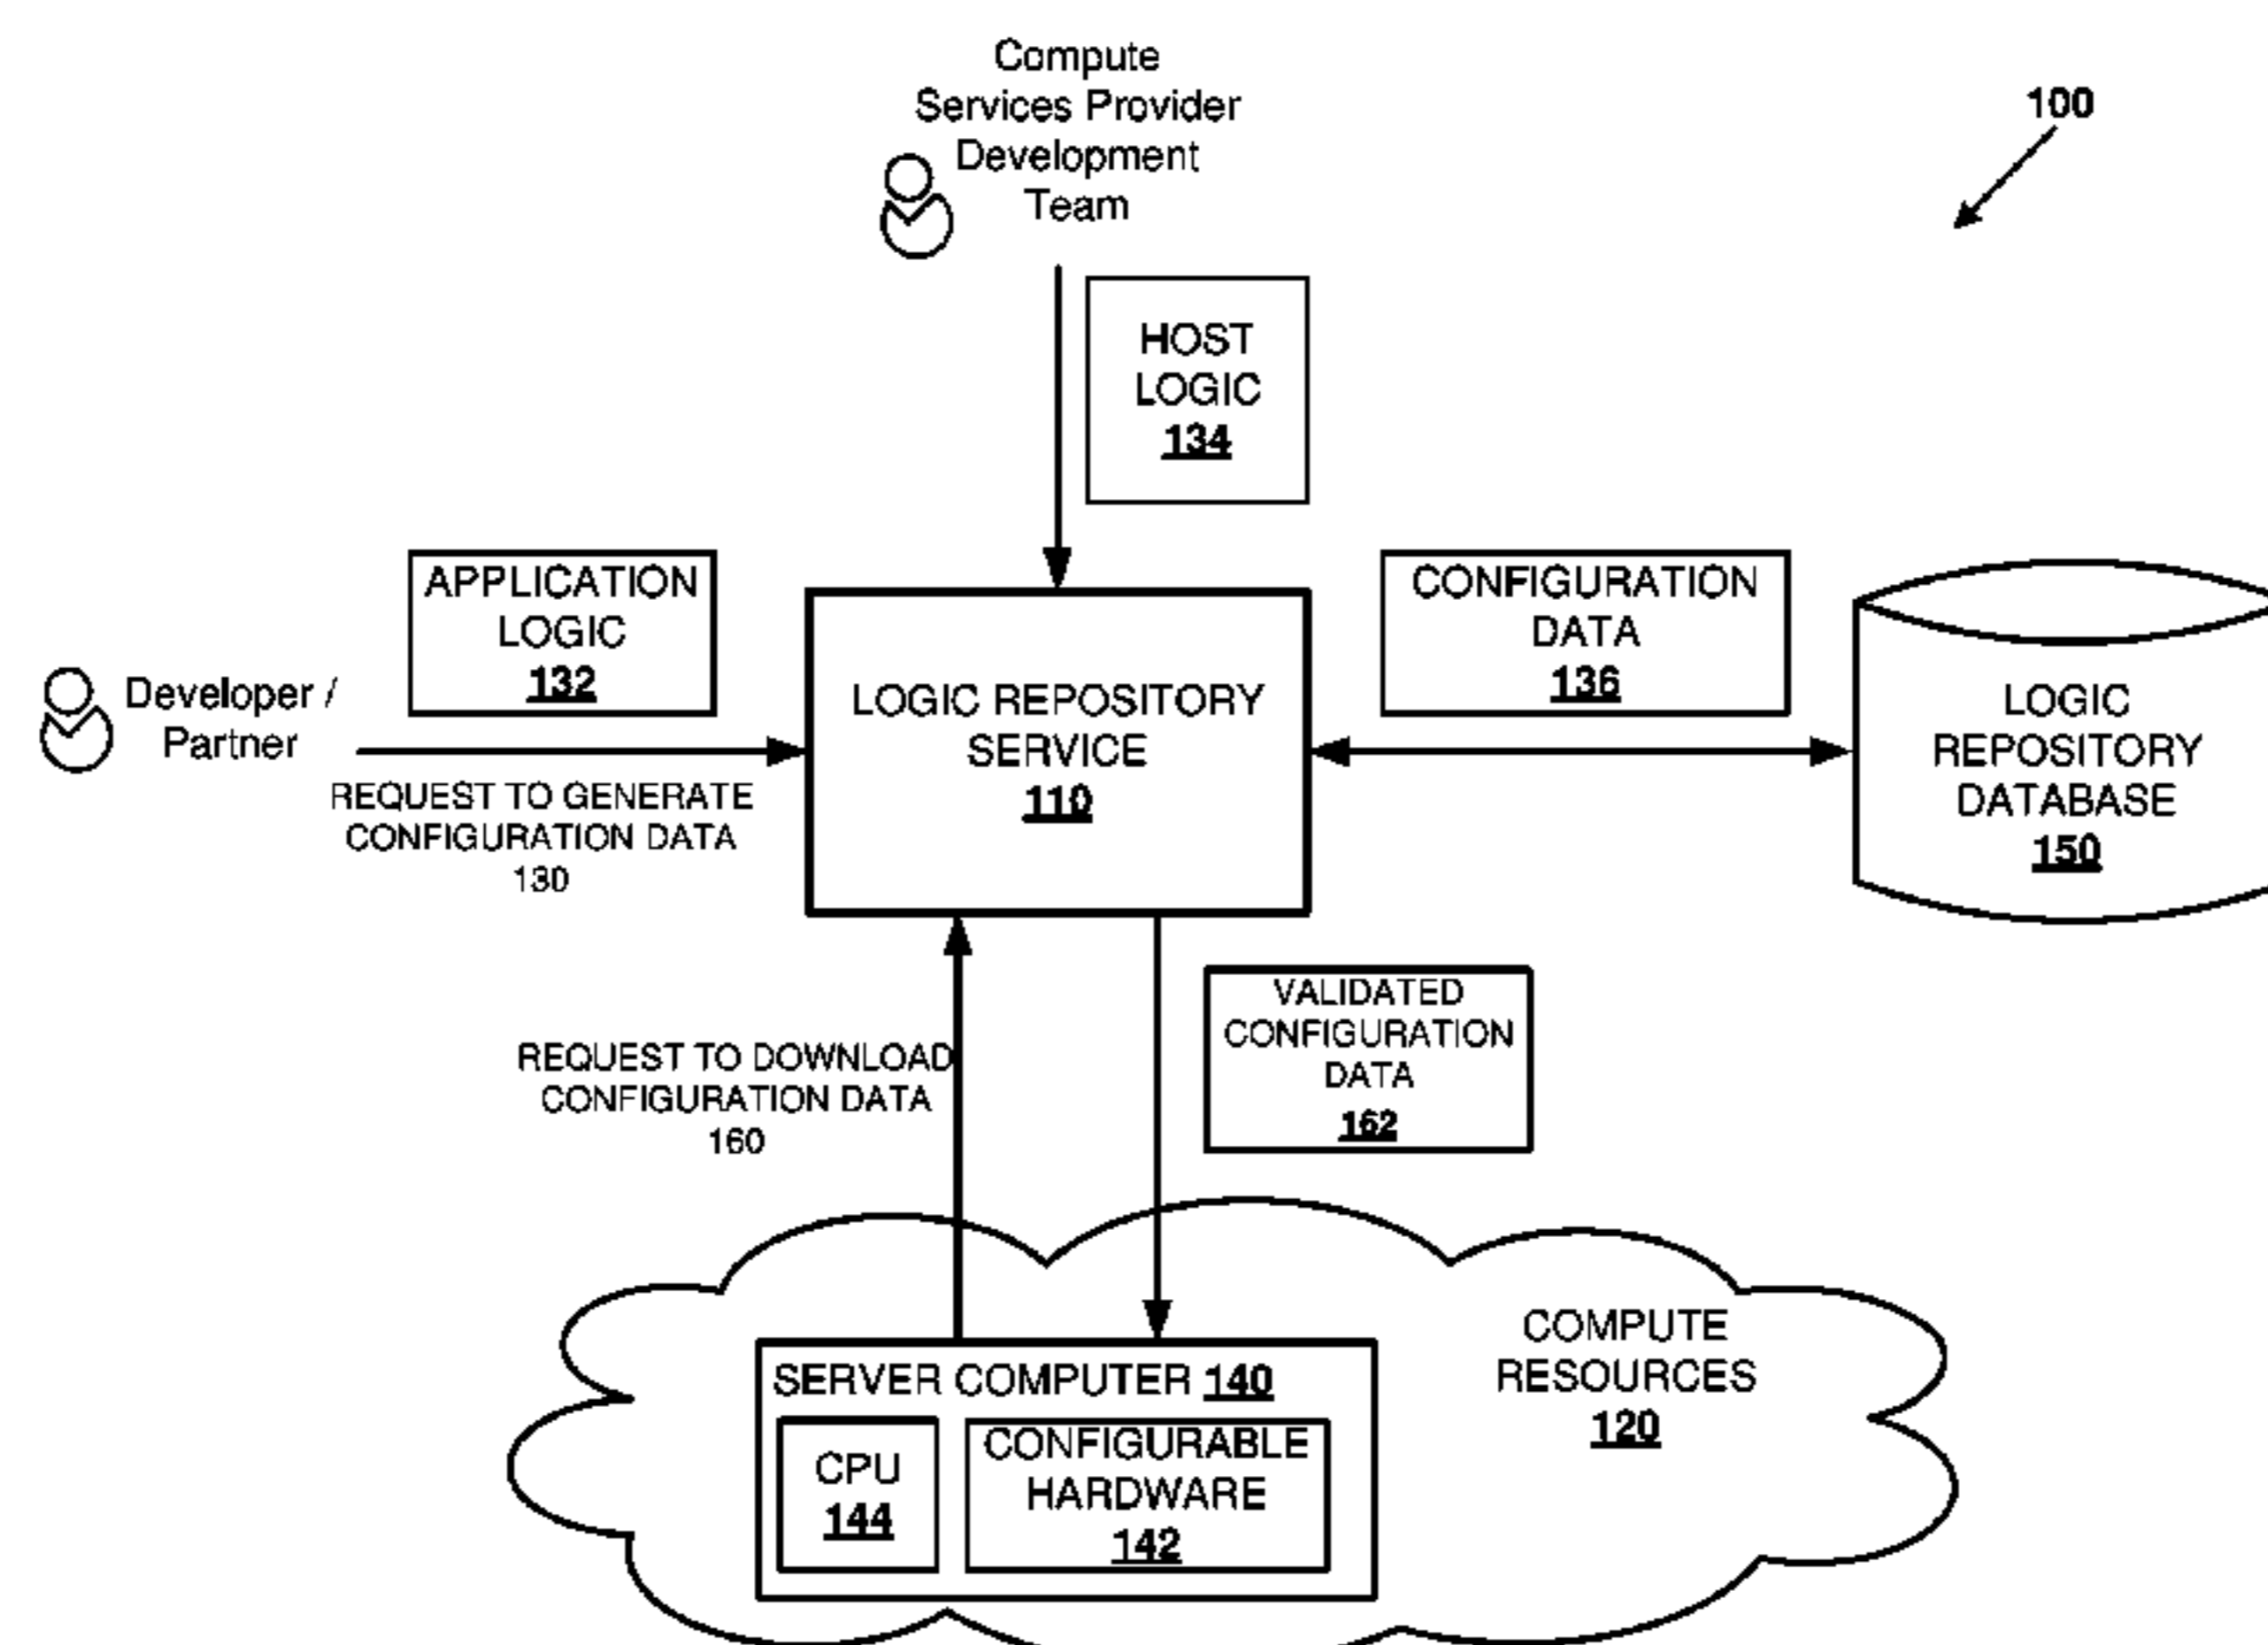 Compute
Services Provider
Development
Team
100
HOST
LOGIC
134
APPLICATION
LOGIC
132
CONFIGURATION
DATA
136
Developer /
Partner
LOGIC REPOSITORY
SERVICE
110
LOGIC
REPOSITORY
DATABASE
150
REQUEST TO GENERATE
CONFIGURATION DATA
130
REQUEST TO DOWNLOAD
CONFIGURATION DATA
160
VALIDATED
CONFIGURATION
DATA
162
COMPUTE
RESOURCES
120
SERVER COMPUTER 140
CPU
144
CONFIGURABLE
HARDWARE
142